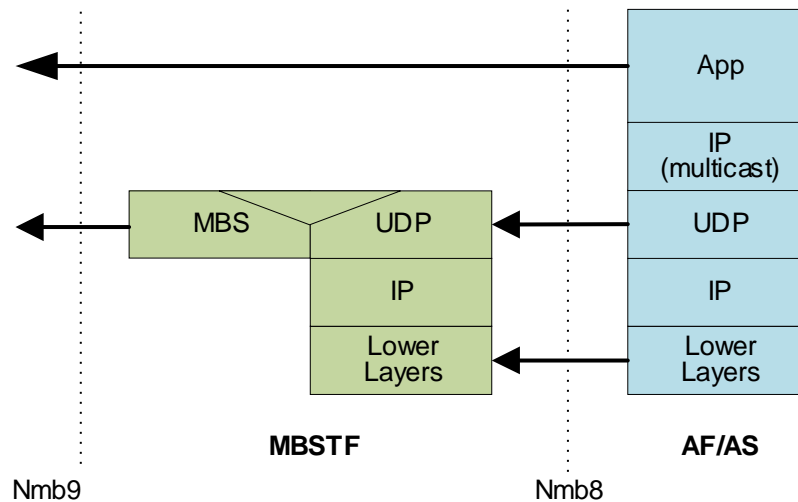 App
IP
(multicast)
MBS
UDP
UDP
IP
IP
Lower
Layers
Lower
Layers
MBSTF
AF/AS
Nmb9
Nmb8